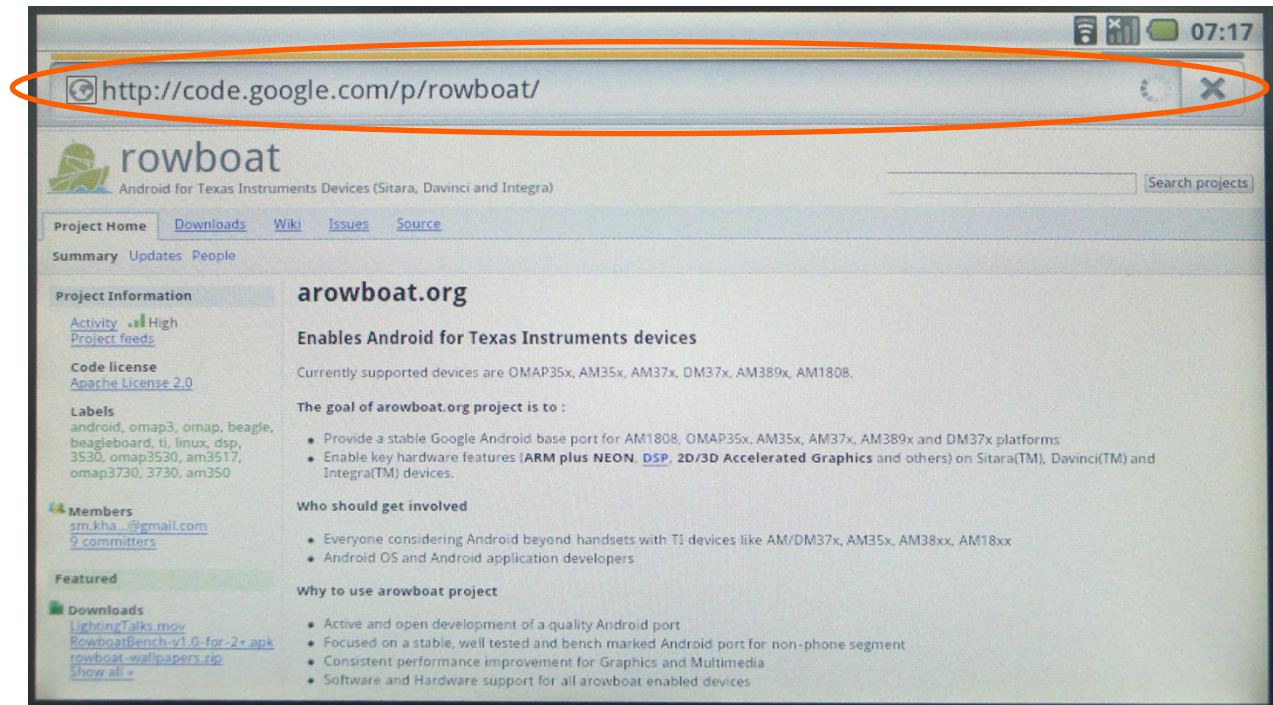 07:17
http://code.google.com/p/rowboat/
rowboat
Android for Texas Instruments Devices (Sitara, Davinci and Integra)
Search projects
Project Home Downloads Wiki Issues Source
Summary Updates People
Project Information
Activity High
Project feeds
Code license
Apache License 2.0
Labels
android, omap3, omap, beagle,
beagleboard, ti, linux, dsp,
3530, omap3530, am3517,
omap3730, 3730, am350
Members
sm.kha...@gmail.com
9 committers
Featured
Downloads
LightingTalks.mov
RowboatBench-v1.0-for-2+.apk
rowboat-wallpapers.zip
Show all »
arowboat.org
Enables Android for Texas Instruments devices
Currently supported devices are OMAP35x, AM35x, AM37x, DM37x, AM389x, AM1808.
The goal of arowboat.org project is to :
• Provide a stable Google Android base port for AM1808, OMAP35x, AM35x, AM37x, AM389x and DM37x platforms
• Enable key hardware features (ARM plus NEON, DSP, 2D/3D Accelerated Graphics and others) on Sitara(TM), Davinci(TM) and
Integra(TM) devices.
Who should get involved
• Everyone considering Android beyond handsets with TI devices like AM/DM37x, AM35x, AM38xx, AM18xx
• Android OS and Android application developers
Why to use arowboat project
• Active and open development of a quality Android port
• Focused on a stable, well tested and bench marked Android port for non-phone segment
• Consistent performance improvement for Graphics and Multimedia
• Software and Hardware support for all arowboat enabled devices